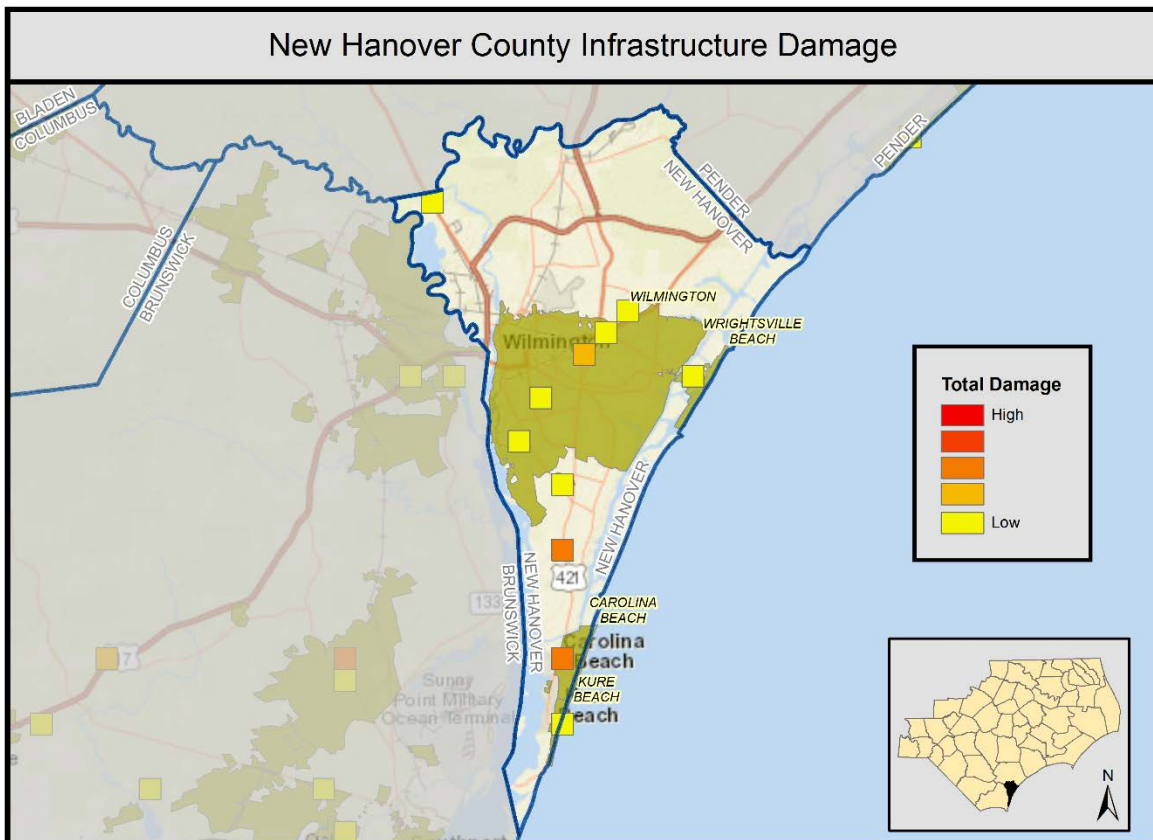 New Hanover County Infrastructure Damage
BLADEN
COLUMBUS
PENDER
PENDER
NEW HANOVER
COLUMBUS
BRUNSWICK
WILMINGTON
WRIGHTSVILLE
BEACH
Wilmington
Total Damage
High
Low
NEW HANOVER
NEW HANOVER
BRUNSWICK
421
133
CAROLINA
BEACH
Carolina
Beach
17
KURE
BEACH
Beach
Sunny
Point Military
Ocean Terminal
N